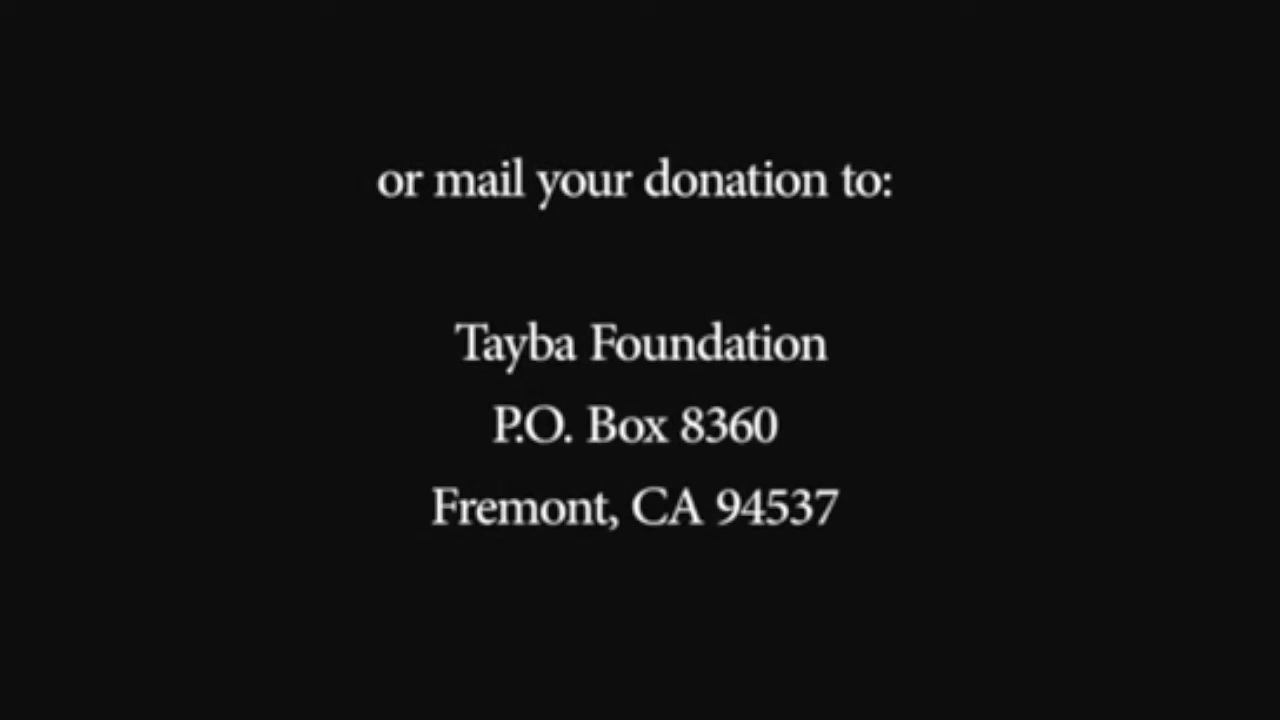 or mail your donation to:
Tayba Foundation
P.O. Box 8360
Fremont, CA 94537